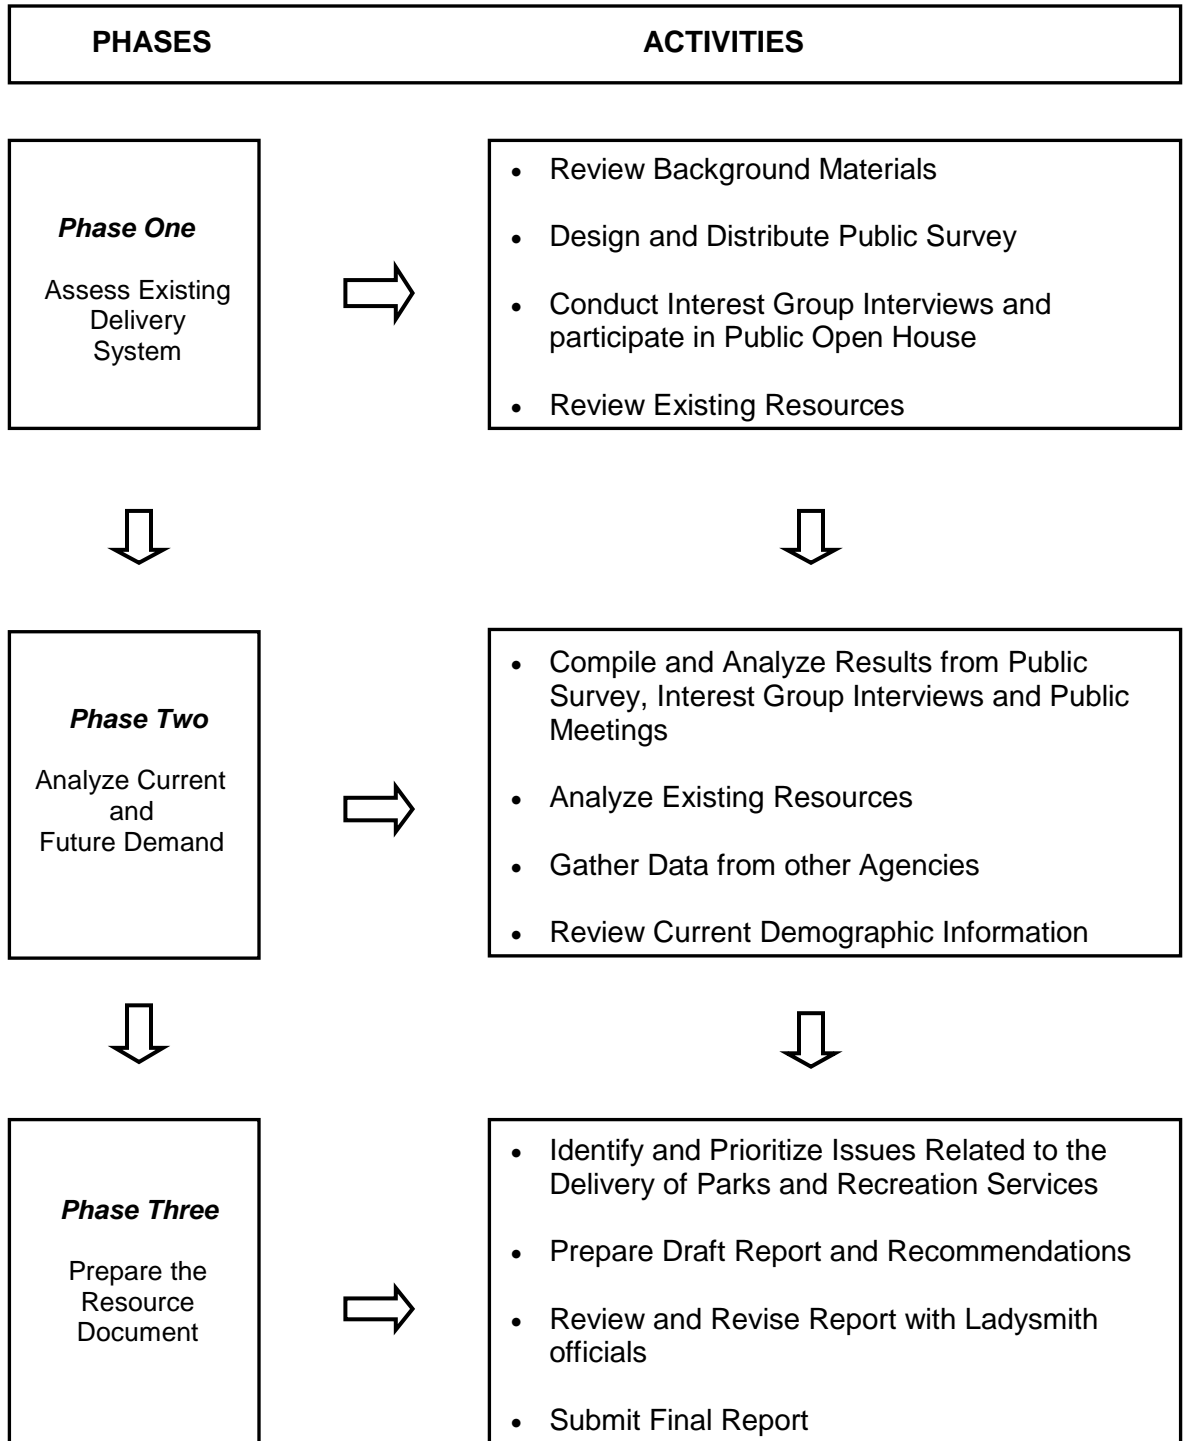 PHASES ACTIVITIES
Phase One
Assess Existing
Delivery
System
• Review Background Materials
• Design and Distribute Public Survey
• Conduct Interest Group Interviews and
participate in Public Open House
• Review Existing Resources
Phase Two
Analyze Current
and
Future Demand
• Compile and Analyze Results from Public
Survey, Interest Group Interviews and Public
Meetings
• Analyze Existing Resources
• Gather Data from other Agencies
• Review Current Demographic Information
Phase Three
Prepare the
Resource
Document
• Identify and Prioritize Issues Related to the
Delivery of Parks and Recreation Services
• Prepare Draft Report and Recommendations
• Review and Revise Report with Ladysmith
officials
• Submit Final Report